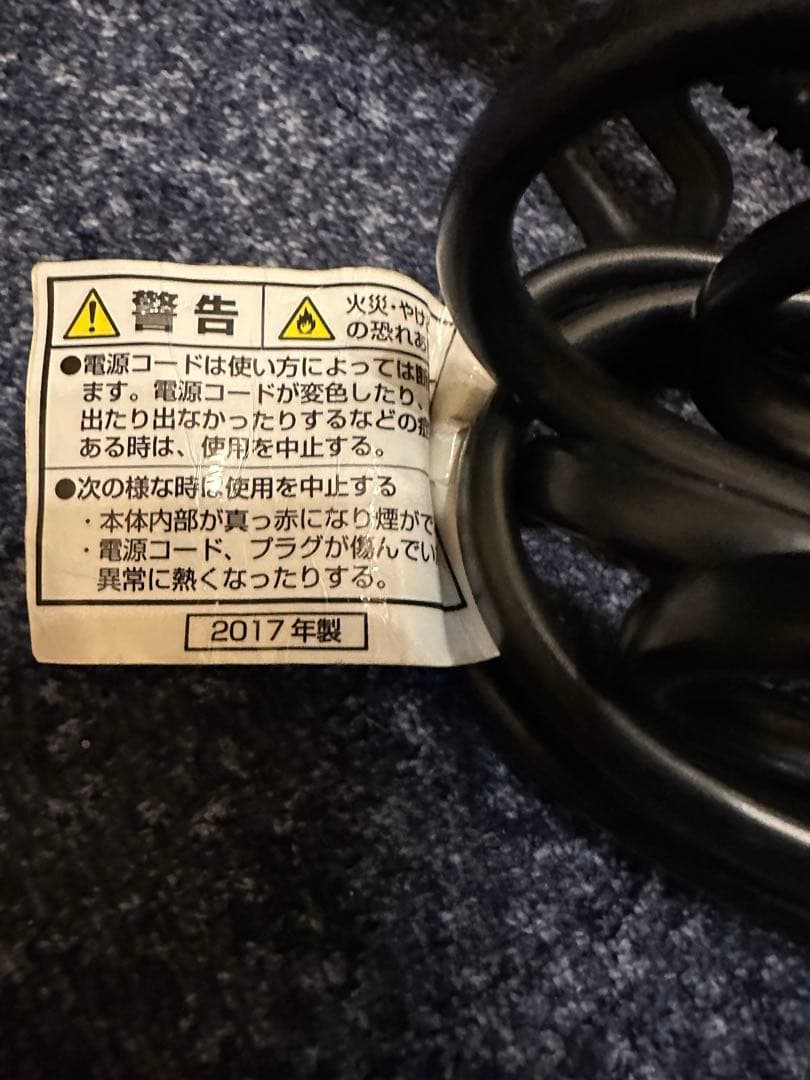 警告
火災・やけ
の恐れあ
●電源コードは使い方によっては断
ます。電源コードが変色したり、
出たり出なかったりするなどの症
ある時は、使用を中止する。
●次の様な時は使用を中止する
・本体内部が真っ赤になり煙がで
・電源コード、プラグが傷んでい
異常に熱くなったりする。
2017年製